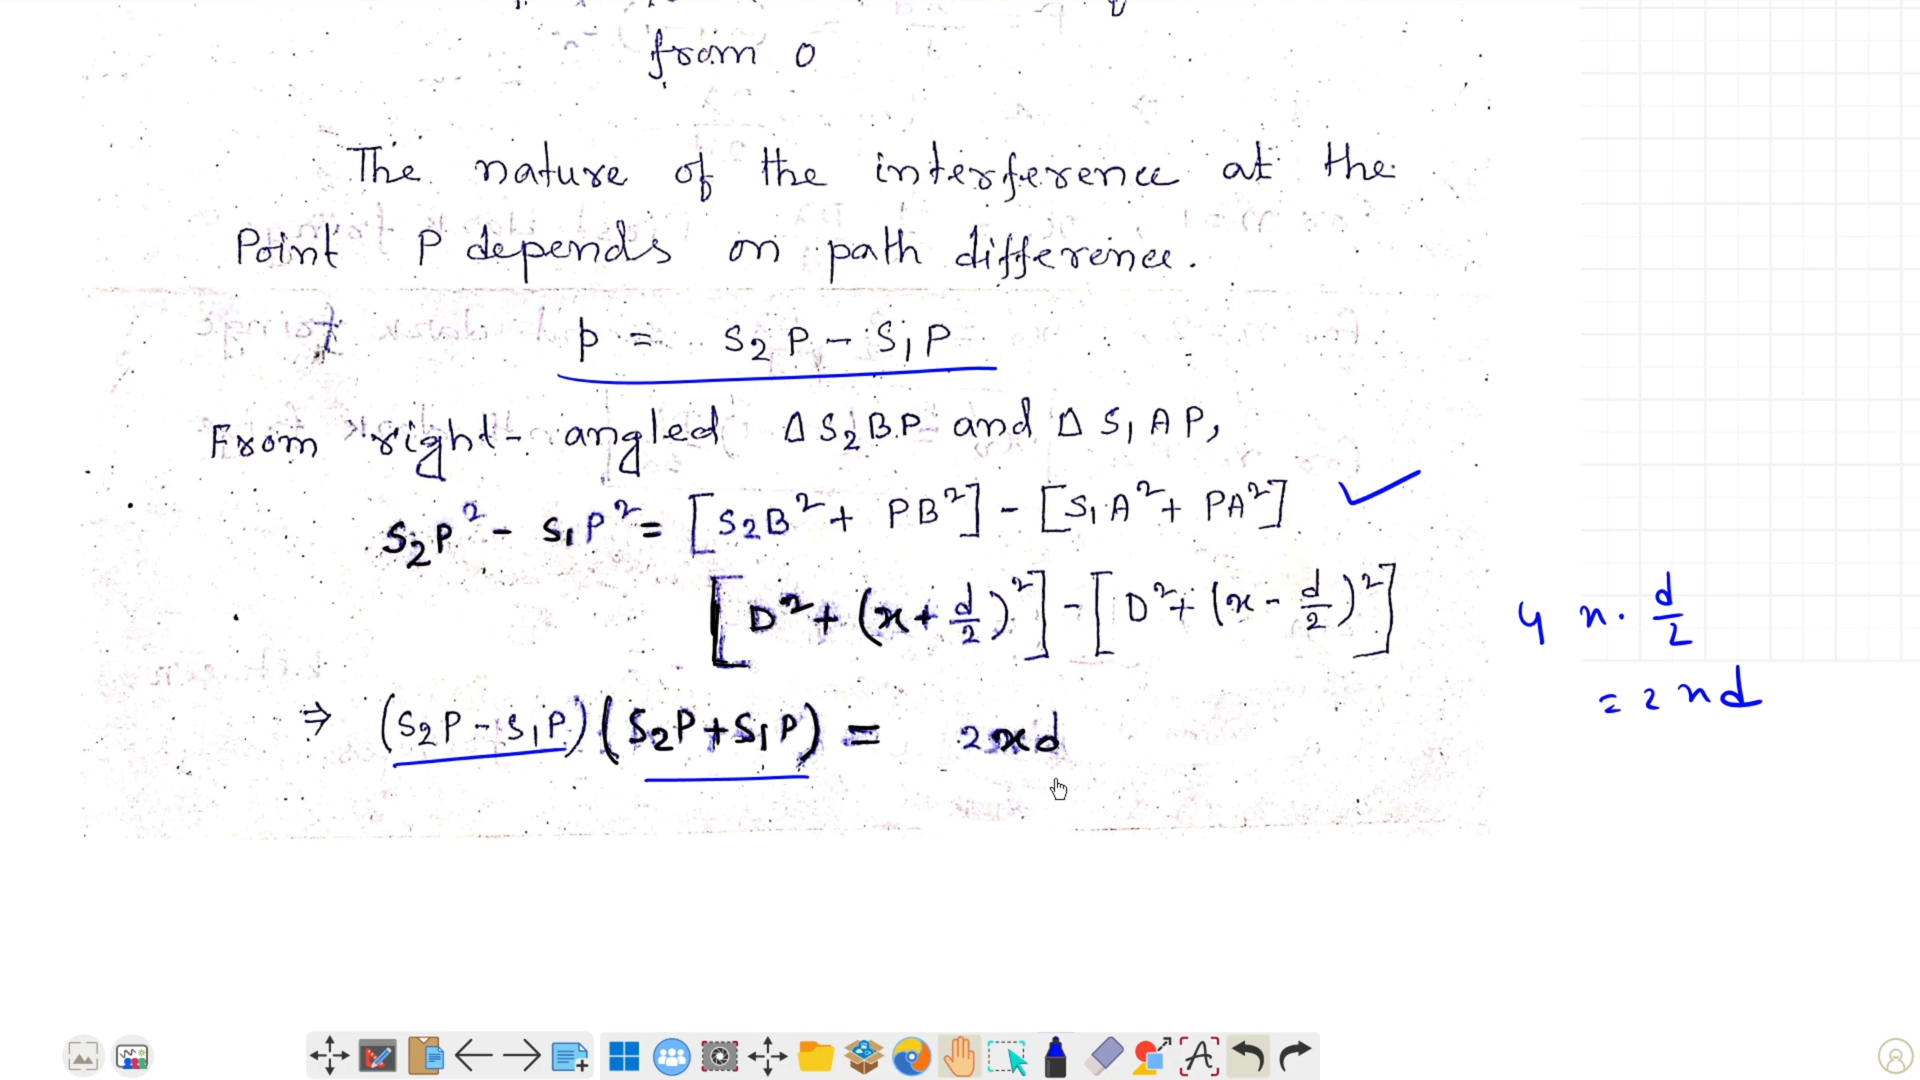 from O
The nature of the interference at the
Point P depends on path difference.
p = S₂P - S₁P
From right-angled Δ S₂BP and Δ S₁AP,
S₂P² - S₁P² = [S₂B² + PB²] - [S₁A² + PA²]
[D² + (x + d/2)²] - [D² + (x - d/2)²]
4 x · d/2
= 2xd
⇒ (S₂P - S₁P)(S₂P + S₁P) = 2xd